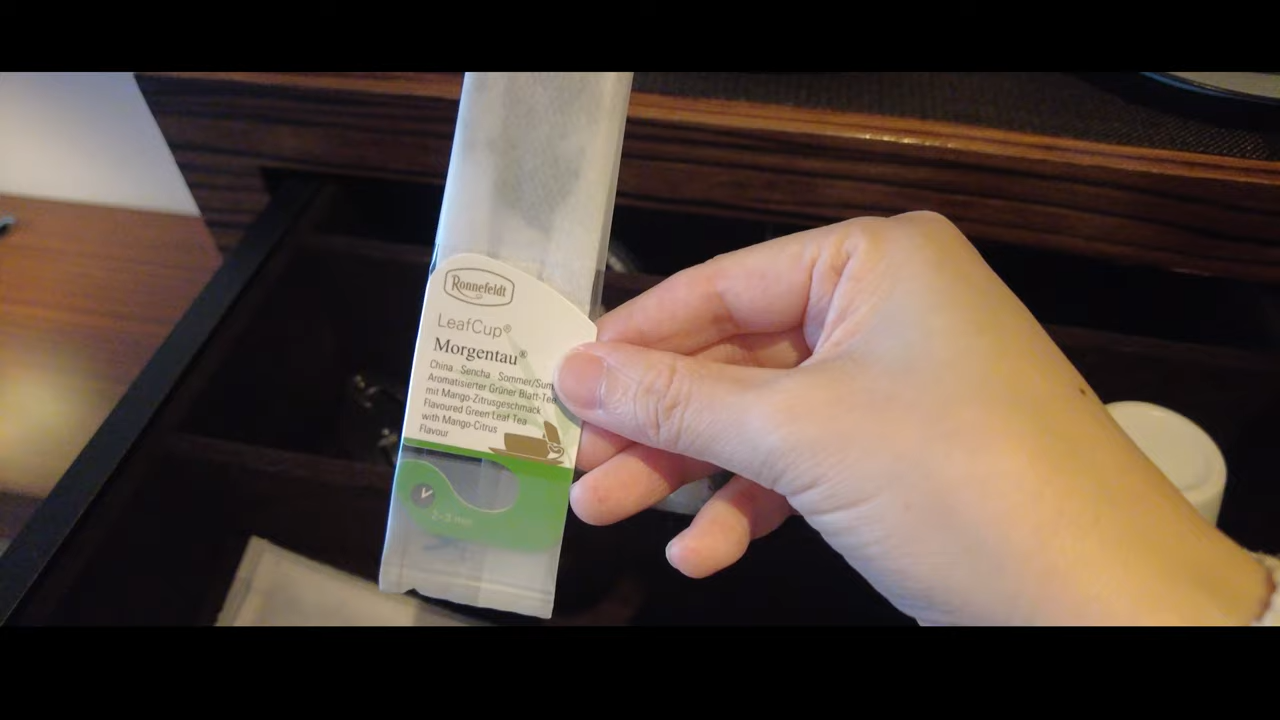 Ronnefeldt
LeafCup®
Morgentau®
China Sencha Sommer/Sum
Aromatisierter Grüner Blatt-Tee
mit Mango-Zitrusgeschmack
Flavoured Green Leaf Tea
with Mango-Citrus
Flavour
min